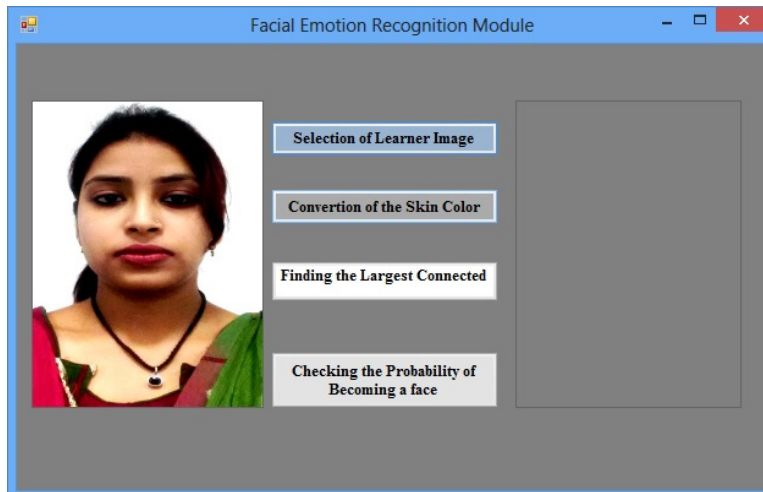 Facial Emotion Recognition Module
Selection of Learner Image
Convertion of the Skin Color
Finding the Largest Connected
Checking the Probability of
Becoming a face